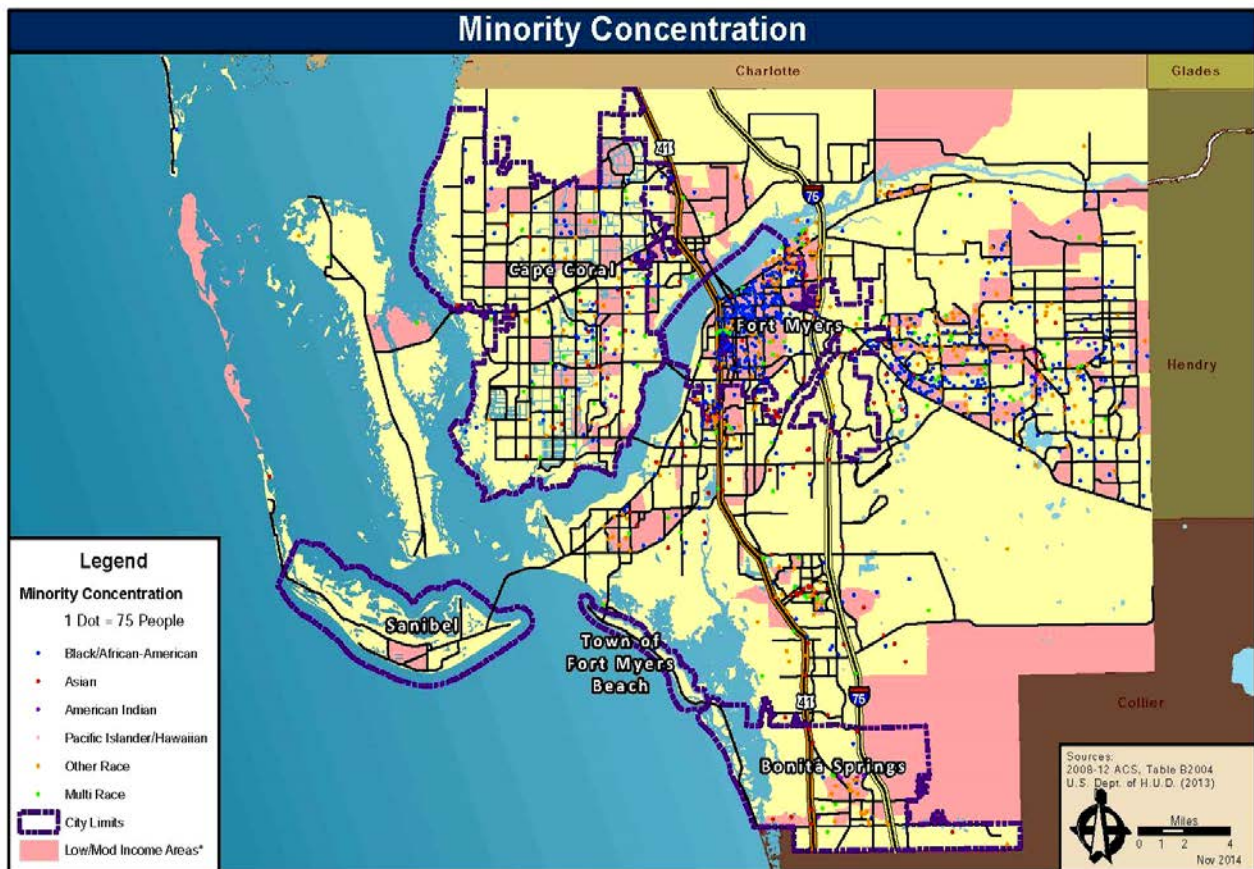 Minority Concentration
Charlotte
Glades
41
75
Cape Coral
Fort Myers
Hendry
Legend
Minority Concentration
1 Dot = 75 People
Black/African-American
Asian
American Indian
Pacific Islander/Hawaiian
Other Race
Multi Race
City Limits
Low/Mod Income Areas*
Sanibel
Town of
Fort Myers
Beach
41
75
Collier
Bonita Springs
Sources:
2008-12 ACS, Table B2004
U.S. Dept. of H.U.D. (2013)
Miles
0 1 2 4
Nov 2014